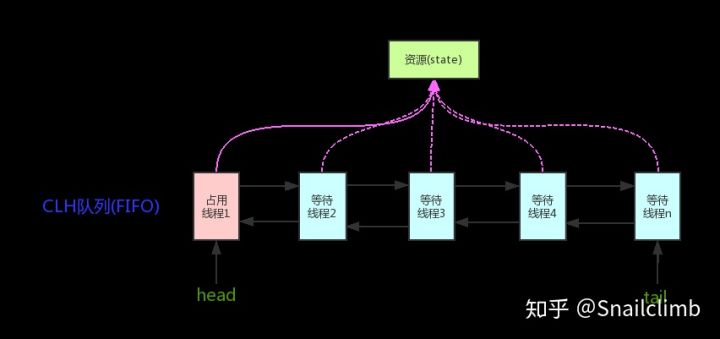 资源(state)
CLH队列(FIFO)
占用
线程1
等待
线程2
等待
线程3
等待
线程4
等待
线程n
head
tail
知乎 @Snailclimb